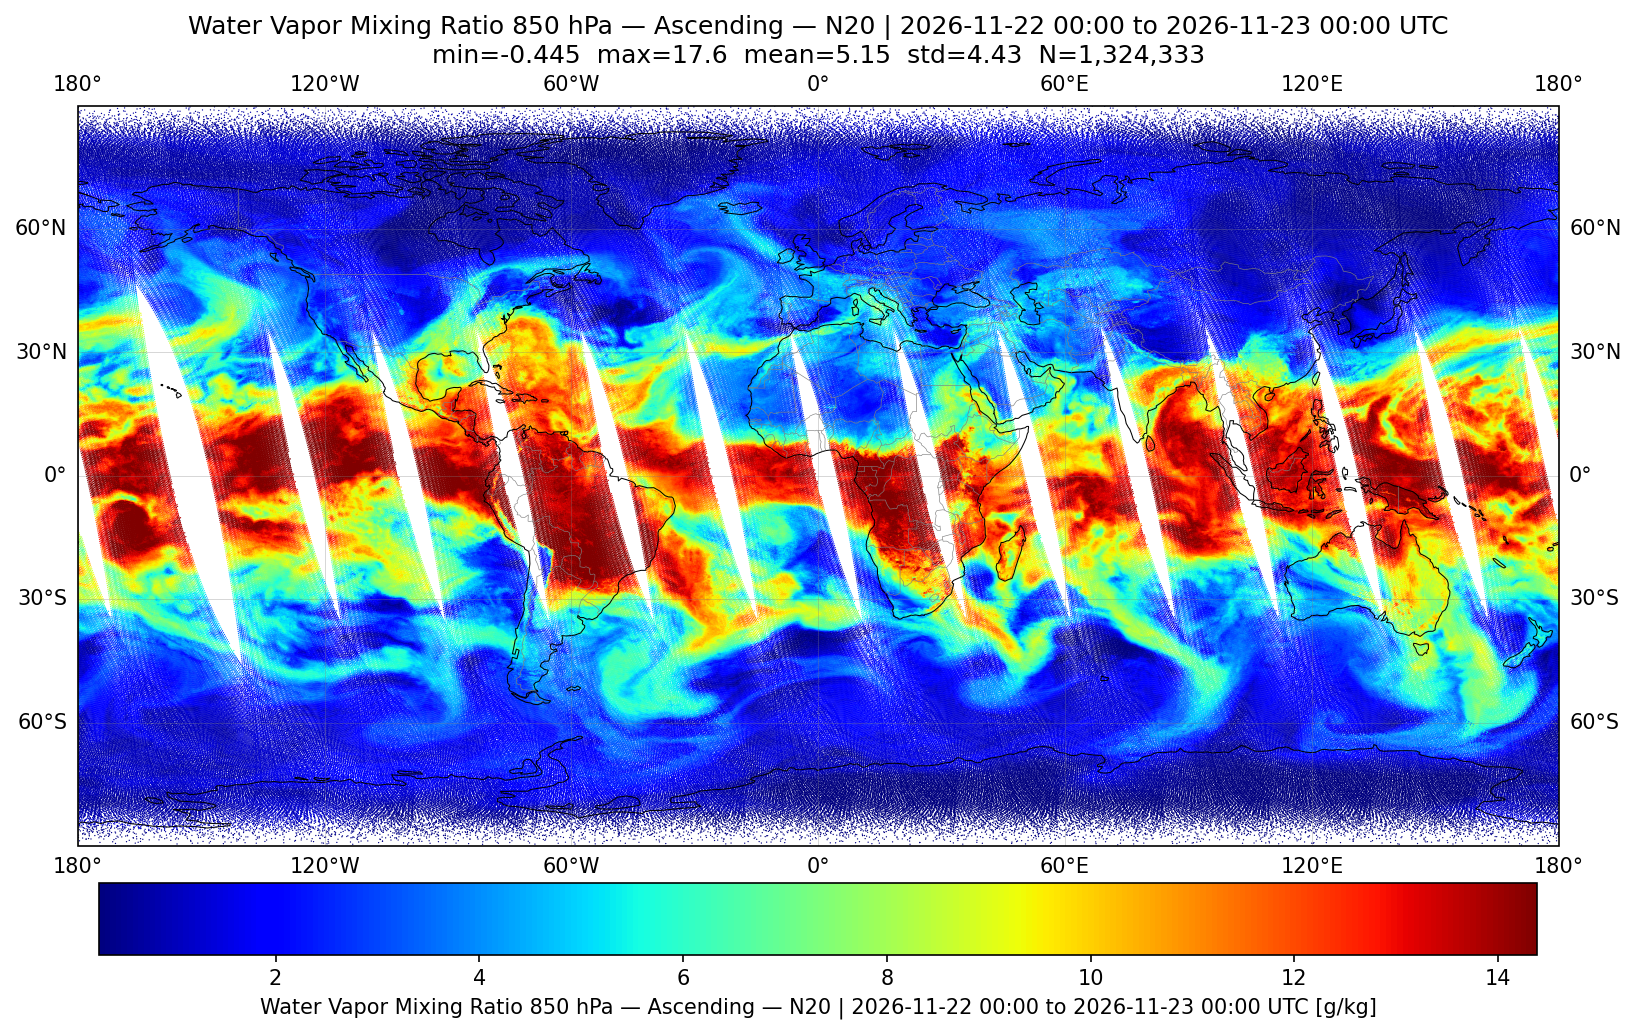 Water Vapor Mixing Ratio 850 hPa — Ascending — N20 | 2026-11-22 00:00 to 2026-11-23 00:00 UTC
min=-0.445 max=17.6 mean=5.15 std=4.43 N=1,324,333
180° 120°W 60°W 0° 60°E 120°E 180°
60°N 60°N
30°N 30°N
0° 0°
30°S 30°S
60°S 60°S
180° 120°W 60°W 0° 60°E 120°E 180°
2 4 6 8 10 12 14
Water Vapor Mixing Ratio 850 hPa — Ascending — N20 | 2026-11-22 00:00 to 2026-11-23 00:00 UTC [g/kg]